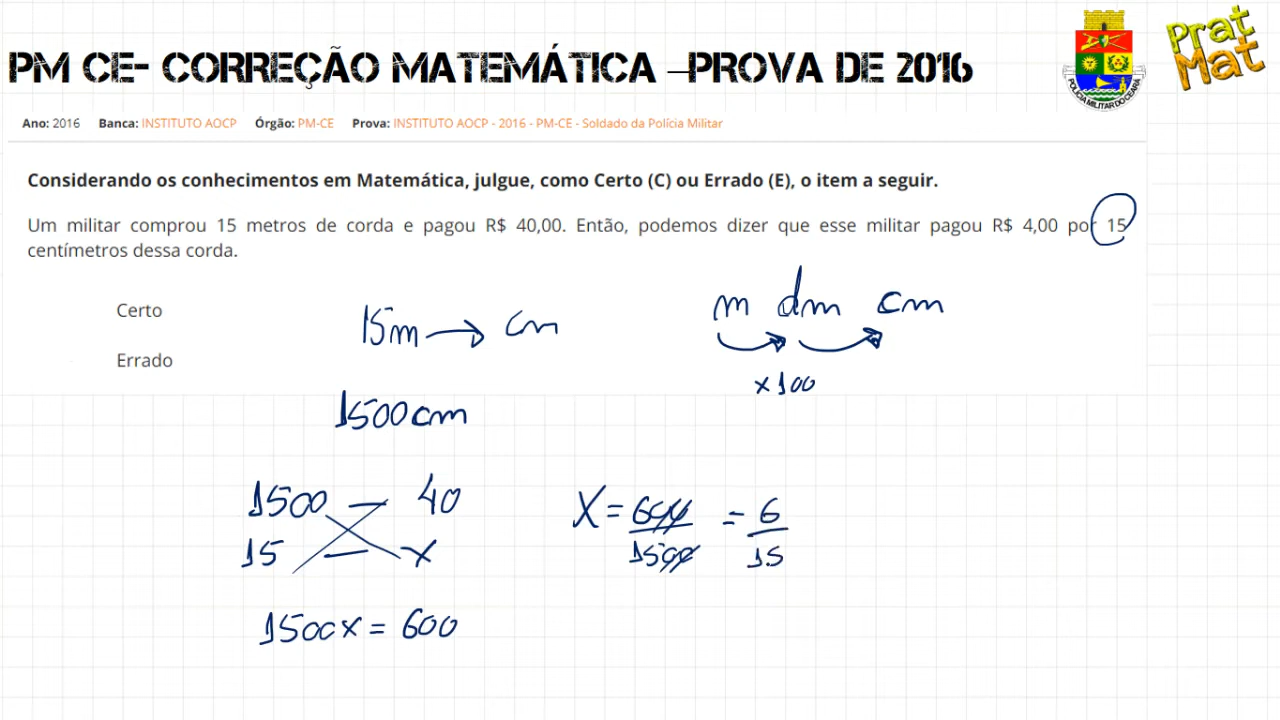 PM CE- CORREÇÃO MATEMÁTICA –PROVA DE 2016
Prat
Mat
POLÍCIA MILITAR DO CEARÁ
Ano: 2016 Banca: INSTITUTO AOCP Órgão: PM-CE Prova: INSTITUTO AOCP - 2016 - PM-CE - Soldado da Polícia Militar
Considerando os conhecimentos em Matemática, julgue, como Certo (C) ou Errado (E), o item a seguir.
Um militar comprou 15 metros de corda e pagou R$ 40,00. Então, podemos dizer que esse militar pagou R$ 4,00 por 15
centímetros dessa corda.
Certo
Errado
15m → cm
m dm cm
x100
1500cm
1500 — 40
15 — x
1500x = 600
X = 600/1500 = 6/15